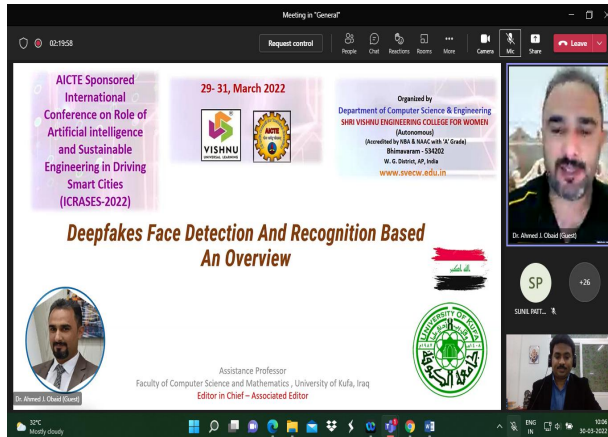 Meeting in "General"
02:19:58
Request control
People
Chat
Reactions
Rooms
More
Camera
Mic
Share
Leave
AICTE Sponsored
International
Conference on Role of
Artificial intelligence
and Sustainable
Engineering in Driving
Smart Cities
(ICRASES-2022)
29- 31, March 2022
VISHNU
UNIVERSAL LEARNING
AICTE
Organized by
Department of Computer Science & Engineering
SHRI VISHNU ENGINEERING COLLEGE FOR WOMEN
(Autonomous)
(Accredited by NBA & NAAC with 'A' Grade)
Bhimavaram - 534202
W. G. District, AP, India
www.svecw.edu.in
Deepfakes Face Detection And Recognition Based
An Overview
الله اكبر
UNIVERSITY OF KUFA
Assistance Professor
Faculty of Computer Science and Mathematics , University of Kufa, Iraq
Editor in Chief – Associated Editor
Dr. Ahmed J. Obaid (Guest)
Dr. Ahmed J. Obaid (Guest)
SP
+26
SUNIL PATT...
32°C
Mostly cloudy
ENG
IN
10:06
30-03-2022